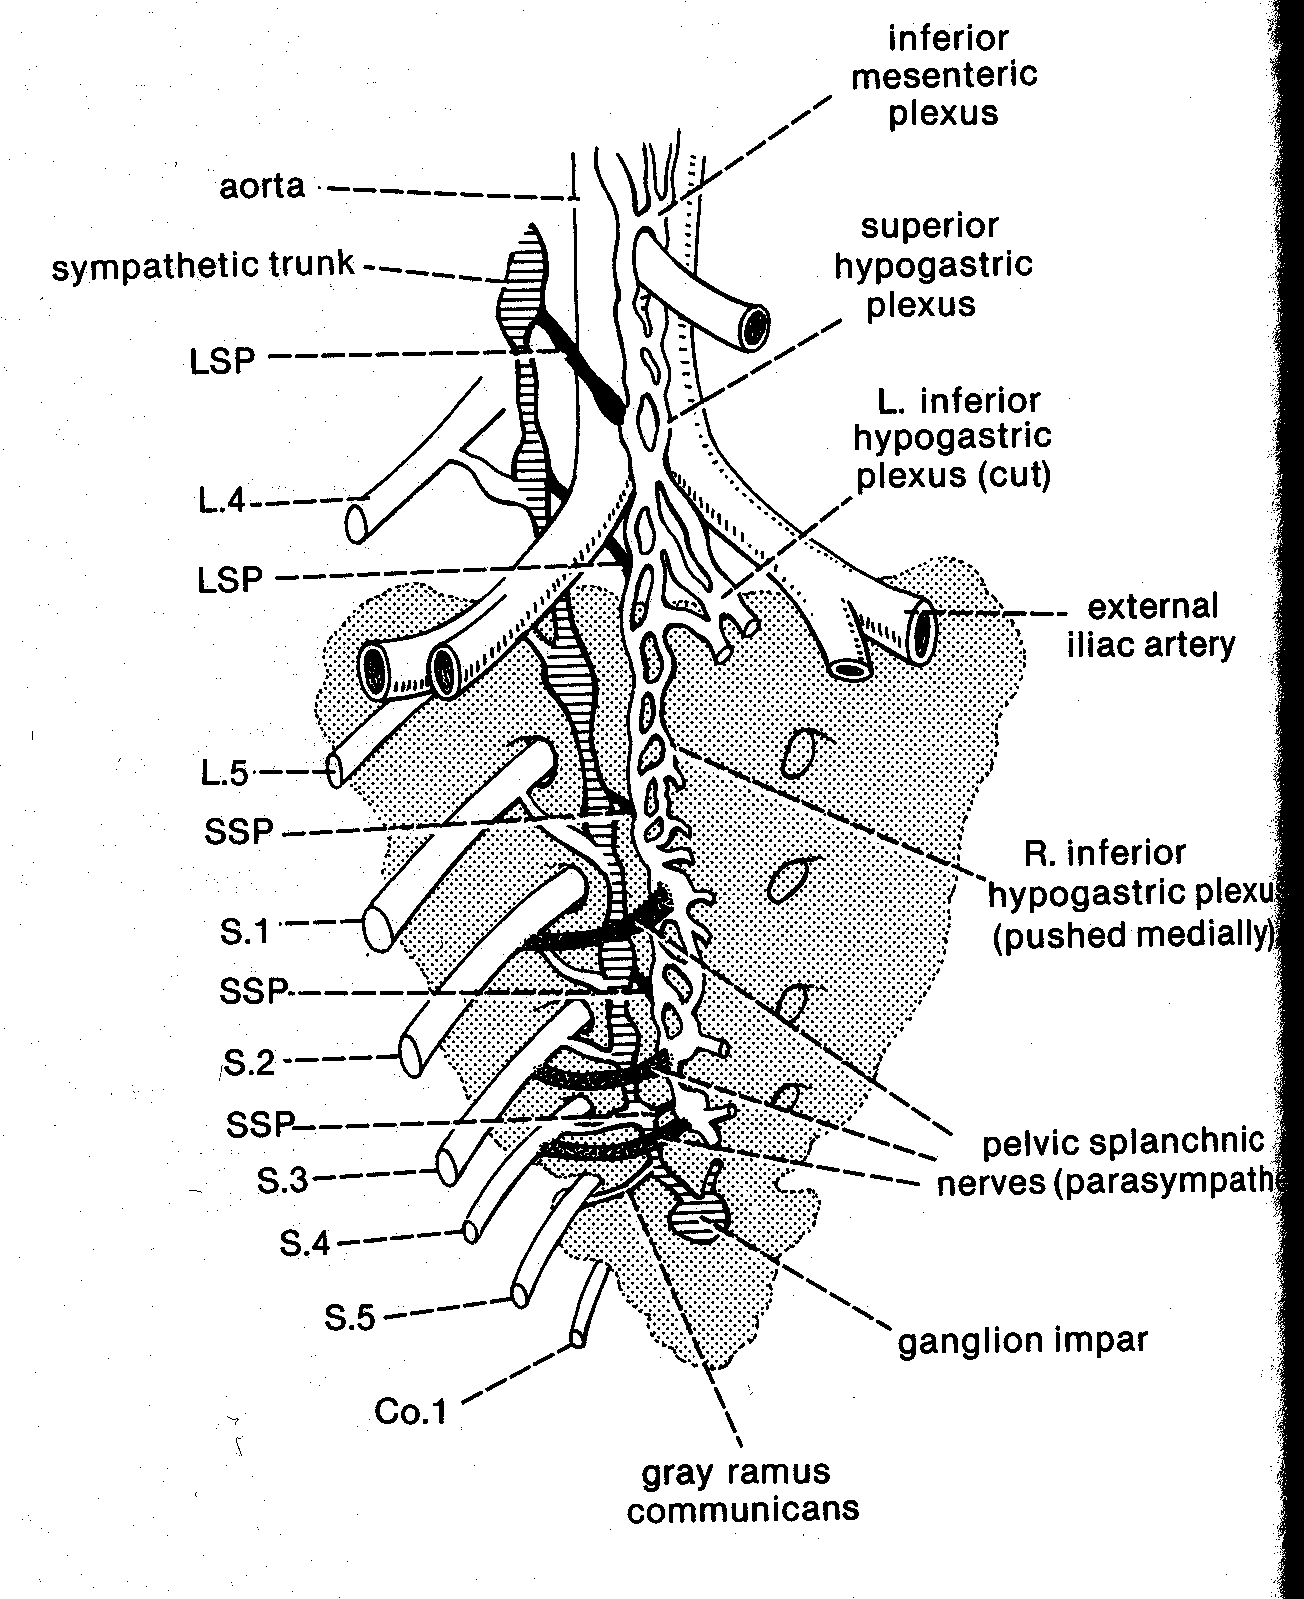 inferior
mesenteric
plexus
aorta
superior
hypogastric
plexus
sympathetic trunk
LSP
L. inferior
hypogastric
plexus (cut)
L.4
LSP
external
iliac artery
L.5
SSP
R. inferior
hypogastric plexu
(pushed medially)
S.1
SSP
S.2
SSP
pelvic splanchnic
nerves (parasympath
S.3
S.4
S.5
ganglion impar
Co.1
gray ramus
communicans